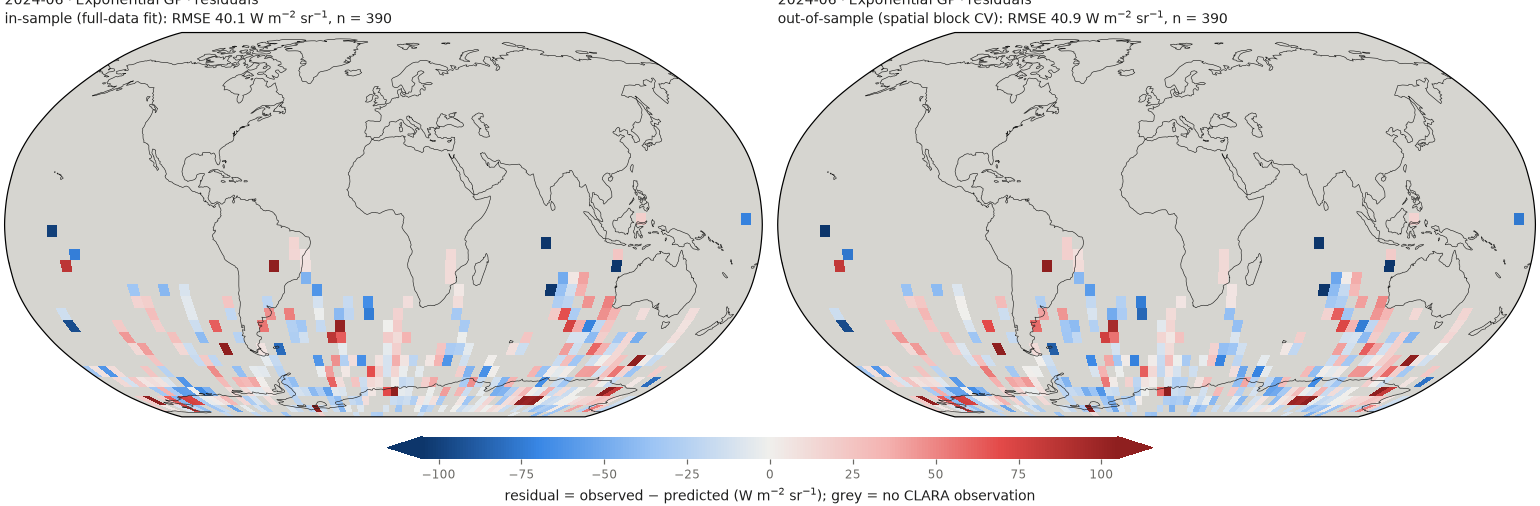 2024-06 · Exponential GP · residuals
in-sample (full-data fit): RMSE 40.1 W m⁻² sr⁻¹, n = 390
2024-06 · Exponential GP · residuals
out-of-sample (spatial block CV): RMSE 40.9 W m⁻² sr⁻¹, n = 390
−100 −75 −50 −25 0 25 50 75 100
residual = observed − predicted (W m⁻² sr⁻¹); grey = no CLARA observation